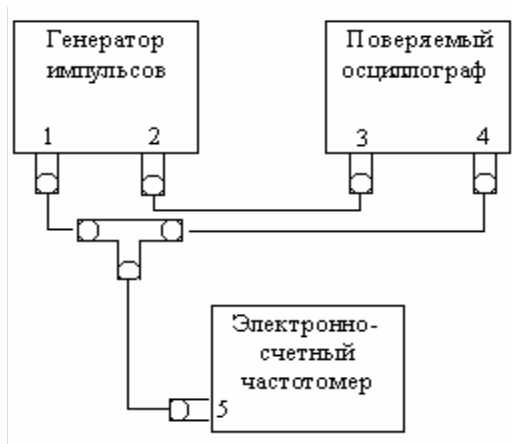 Генератор
импульсов
1 2
Поверяемый
осциллограф
3 4
Электронно-
счетный
частотомер
5